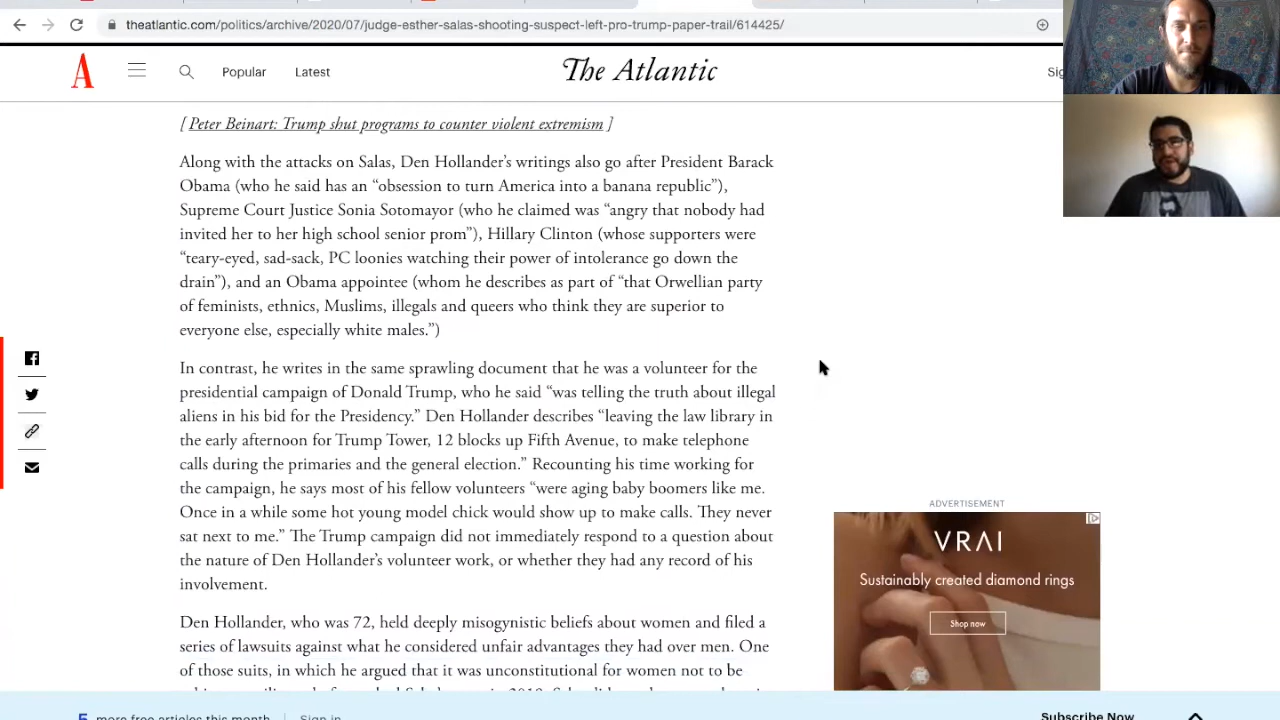 theatlantic.com/politics/archive/2020/07/judge-esther-salas-shooting-suspect-left-pro-trump-paper-trail/614425/
A
Popular
Latest
The Atlantic
[ Peter Beinart: Trump shut programs to counter violent extremism ]
Along with the attacks on Salas, Den Hollander’s writings also go after President Barack
Obama (who he said has an “obsession to turn America into a banana republic”),
Supreme Court Justice Sonia Sotomayor (who he claimed was “angry that nobody had
invited her to her high school senior prom”), Hillary Clinton (whose supporters were
“teary-eyed, sad-sack, PC loonies watching their power of intolerance go down the
drain”), and an Obama appointee (whom he describes as part of “that Orwellian party
of feminists, ethnics, Muslims, illegals and queers who think they are superior to
everyone else, especially white males.”)
In contrast, he writes in the same sprawling document that he was a volunteer for the
presidential campaign of Donald Trump, who he said “was telling the truth about illegal
aliens in his bid for the Presidency.” Den Hollander describes “leaving the law library in
the early afternoon for Trump Tower, 12 blocks up Fifth Avenue, to make telephone
calls during the primaries and the general election.” Recounting his time working for
the campaign, he says most of his fellow volunteers “were aging baby boomers like me.
Once in a while some hot young model chick would show up to make calls. They never
sat next to me.” The Trump campaign did not immediately respond to a question about
the nature of Den Hollander’s volunteer work, or whether they had any record of his
involvement.
Den Hollander, who was 72, held deeply misogynistic beliefs about women and filed a
series of lawsuits against what he considered unfair advantages they had over men. One
of those suits, in which he argued that it was unconstitutional for women not to be
ADVERTISEMENT
VRAI
Sustainably created diamond rings
Shop now
5 more free articles this month
Sign in
Subscribe Now